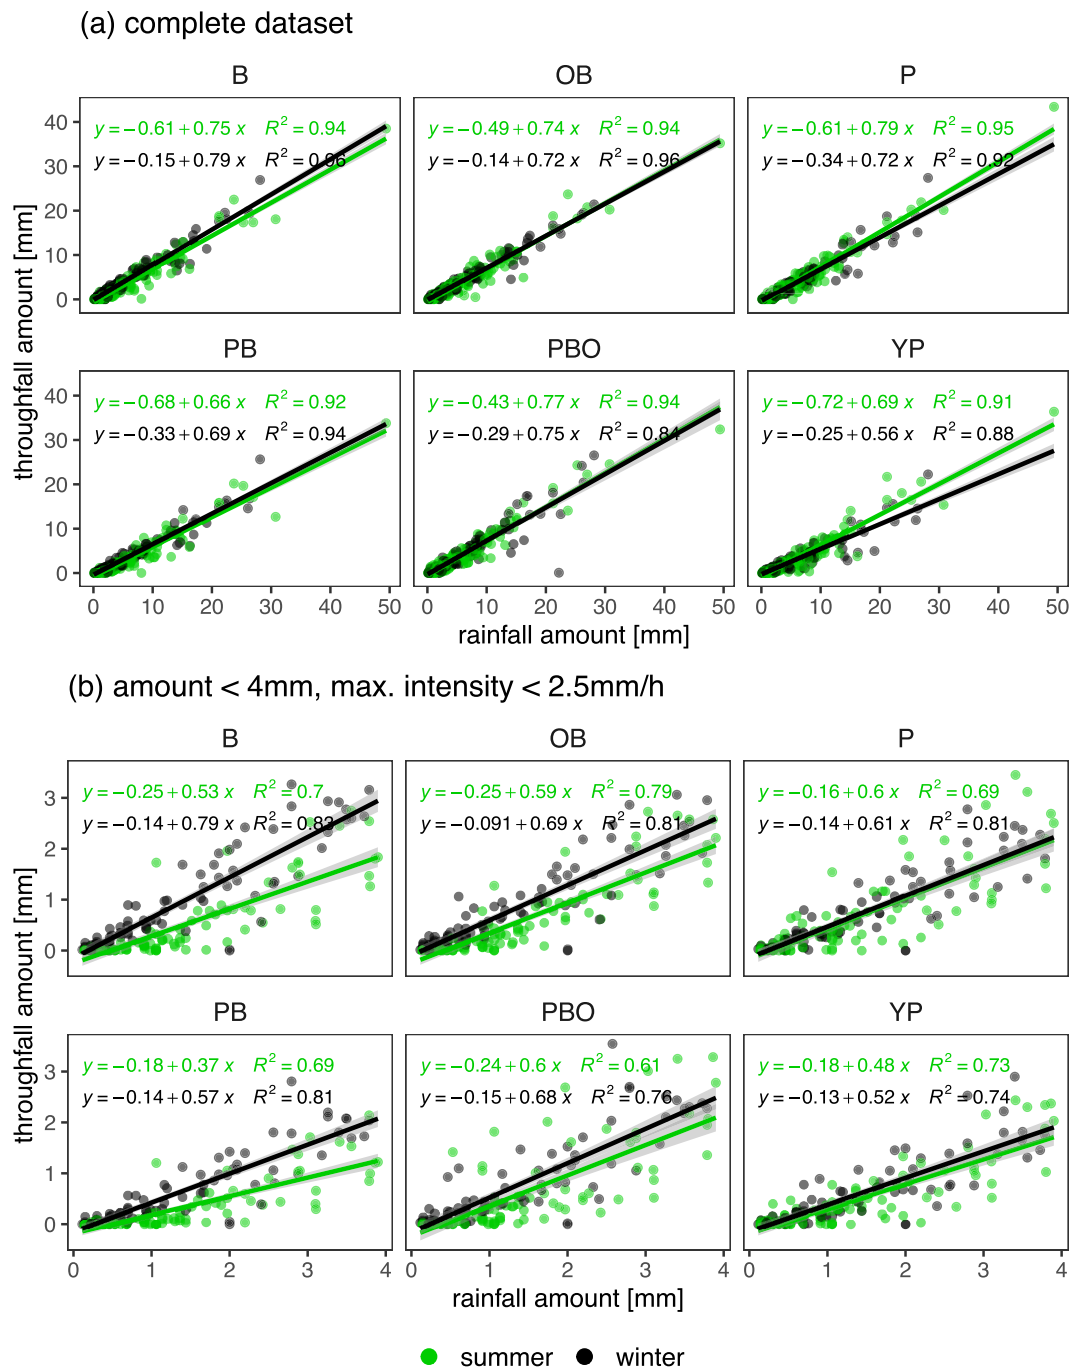 (a) complete dataset
B OB P
y = −0.61 + 0.75 x R² = 0.94
y = −0.15 + 0.79 x R² = 0.96
y = −0.49 + 0.74 x R² = 0.94
y = −0.14 + 0.72 x R² = 0.96
y = −0.61 + 0.79 x R² = 0.95
y = −0.34 + 0.72 x R² = 0.92
40
30
20
10
0
throughfall amount [mm]
PB PBO YP
y = −0.68 + 0.66 x R² = 0.92
y = −0.33 + 0.69 x R² = 0.94
y = −0.43 + 0.77 x R² = 0.94
y = −0.29 + 0.75 x R² = 0.84
y = −0.72 + 0.69 x R² = 0.91
y = −0.25 + 0.56 x R² = 0.88
40
30
20
10
0
0 10 20 30 40 50 0 10 20 30 40 50 0 10 20 30 40 50
rainfall amount [mm]
(b) amount < 4mm, max. intensity < 2.5mm/h
B OB P
y = −0.25 + 0.53 x R² = 0.7
y = −0.14 + 0.79 x R² = 0.83
y = −0.25 + 0.59 x R² = 0.79
y = −0.091 + 0.69 x R² = 0.81
y = −0.16 + 0.6 x R² = 0.69
y = −0.14 + 0.61 x R² = 0.81
3
2
1
0
throughfall amount [mm]
PB PBO YP
y = −0.18 + 0.37 x R² = 0.69
y = −0.14 + 0.57 x R² = 0.81
y = −0.24 + 0.6 x R² = 0.61
y = −0.15 + 0.68 x R² = 0.76
y = −0.18 + 0.48 x R² = 0.73
y = −0.13 + 0.52 x R² = 0.74
3
2
1
0
0 1 2 3 4 0 1 2 3 4 0 1 2 3 4
rainfall amount [mm]
summer winter